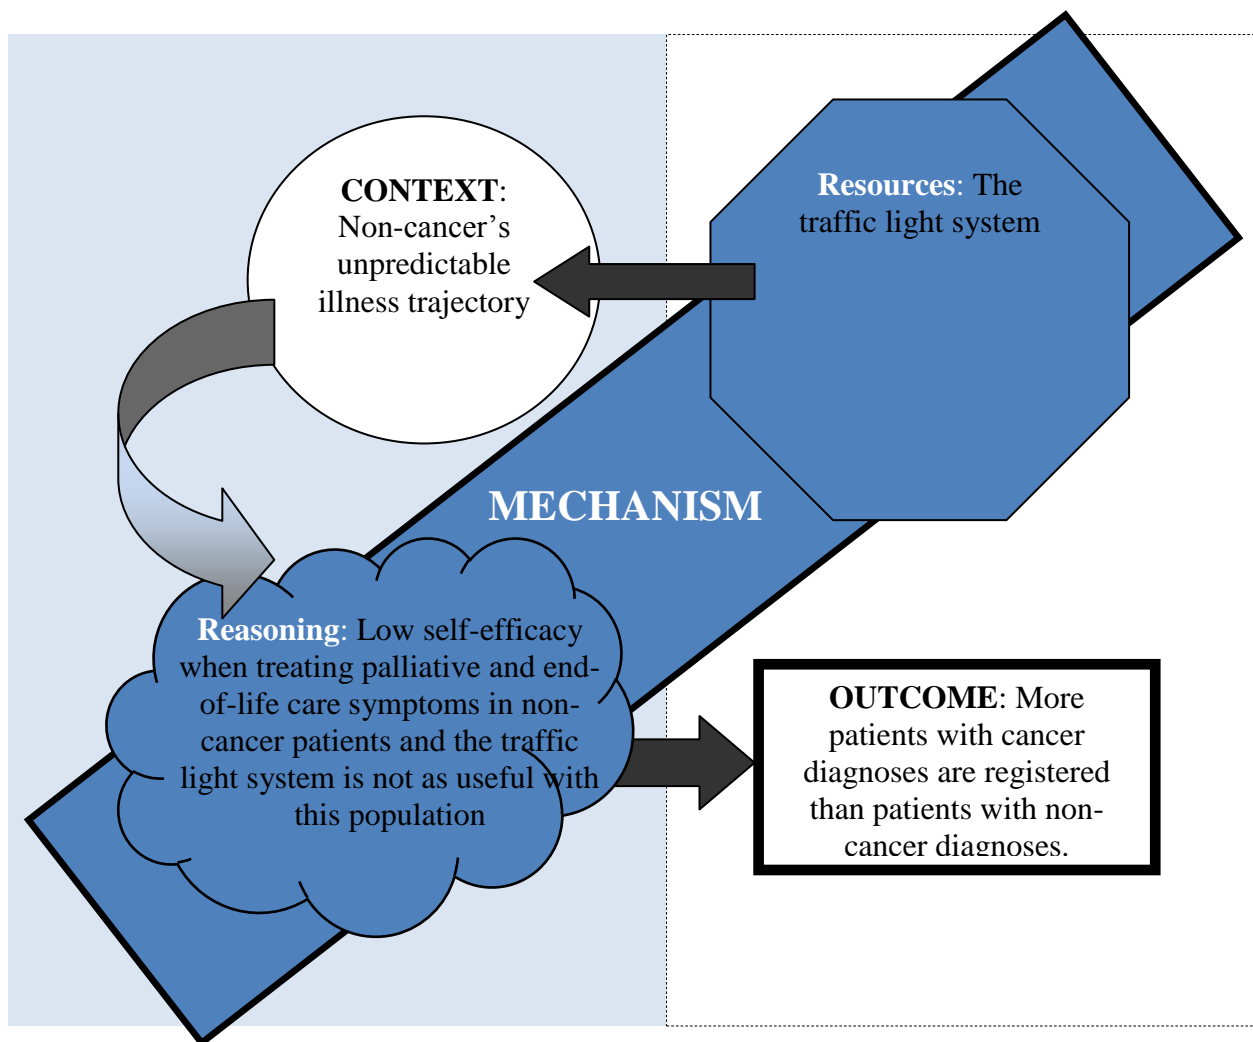 CONTEXT:
Non-cancer’s
unpredictable
illness trajectory
Resources: The
traffic light system
MECHANISM
Reasoning: Low self-efficacy
when treating palliative and end-
of-life care symptoms in non-
cancer patients and the traffic
light system is not as useful with
this population
OUTCOME: More
patients with cancer
diagnoses are registered
than patients with non-
cancer diagnoses.